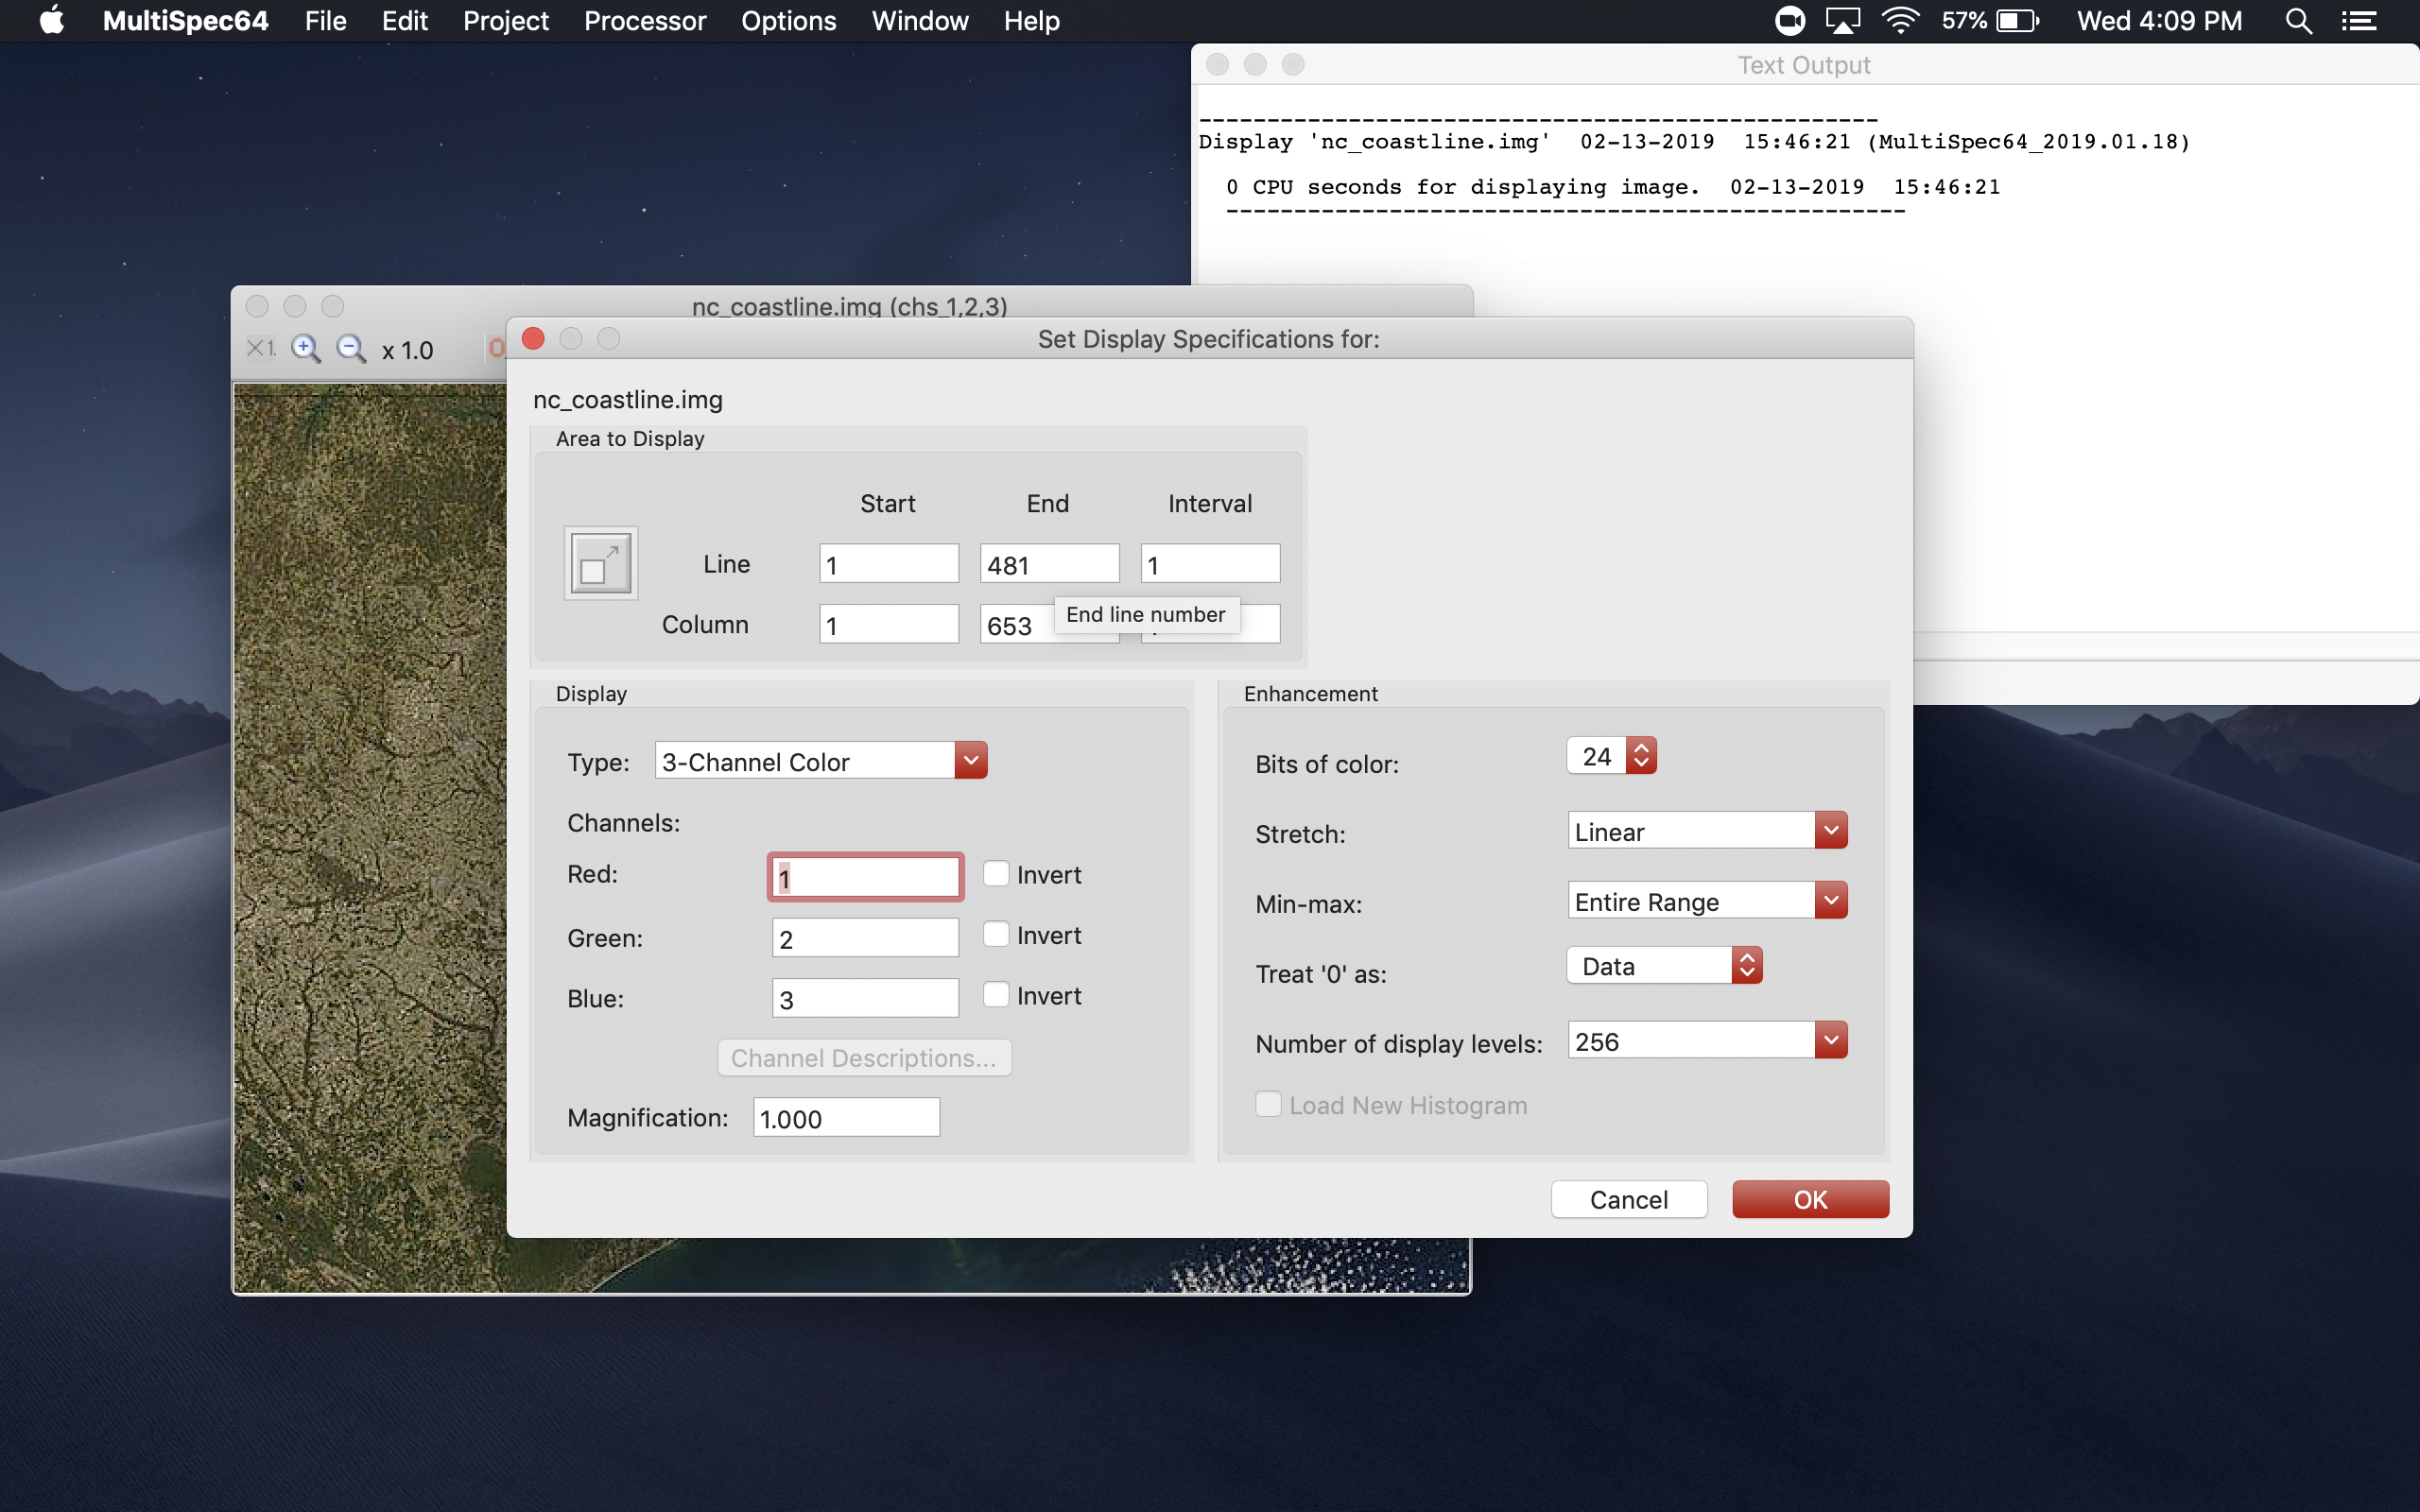 MultiSpec64 File Edit Project Processor Options Window Help 57% Wed 4:09 PM
Text Output
--------------------------------------------------
Display 'nc_coastline.img' 02-13-2019 15:46:21 (MultiSpec64_2019.01.18)
0 CPU seconds for displaying image. 02-13-2019 15:46:21
--------------------------------------------------
nc_coastline.img (chs_1,2,3)
×1. x 1.0
Set Display Specifications for:
nc_coastline.img
Area to Display
Start End Interval
Line 1 481 1
Column 1 653
End line number
Display
Type: 3-Channel Color
Channels:
Red: 1 Invert
Green: 2 Invert
Blue: 3 Invert
Channel Descriptions...
Magnification: 1.000
Enhancement
Bits of color: 24
Stretch: Linear
Min-max: Entire Range
Treat '0' as: Data
Number of display levels: 256
Load New Histogram
Cancel OK